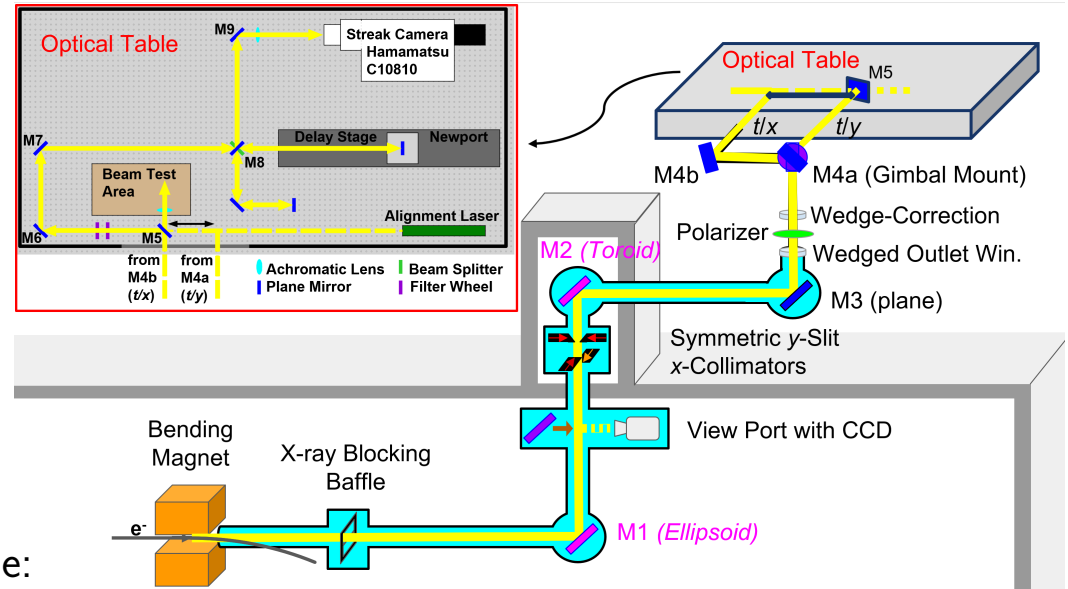 Optical Table
M9
Streak Camera
Hamamatsu
C10810
M7
Delay Stage
Newport
M8
Beam Test
Area
Alignment Laser
M6
M5
from
M4b
(t/x)
from
M4a
(t/y)
Achromatic Lens
Beam Splitter
Plane Mirror
Filter Wheel
Optical Table
M5
t/x
t/y
M4b
M4a (Gimbal Mount)
Wedge-Correction
Polarizer
Wedged Outlet Win.
M2 (Toroid)
M3 (plane)
Symmetric y-Slit
x-Collimators
View Port with CCD
Bending
Magnet
X-ray Blocking
Baffle
e-
M1 (Ellipsoid)
e: